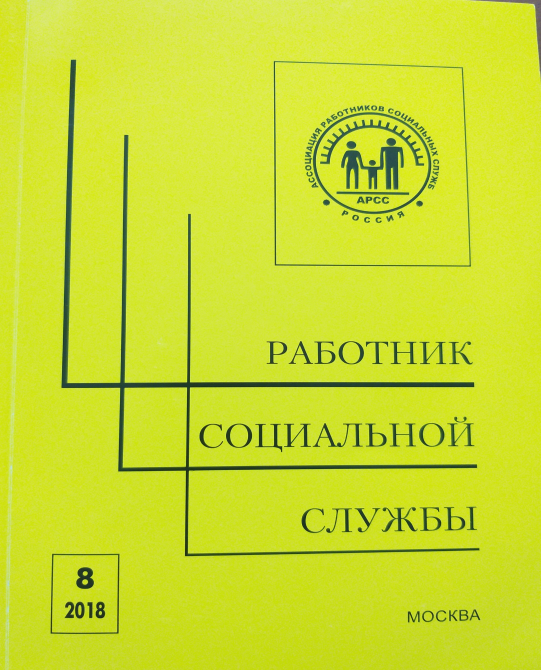 АССОЦИАЦИЯ РАБОТНИКОВ СОЦИАЛЬНЫХ СЛУЖБ
АРСС
РОССИЯ
РАБОТНИК
СОЦИАЛЬНОЙ
СЛУЖБЫ
8
2018
МОСКВА